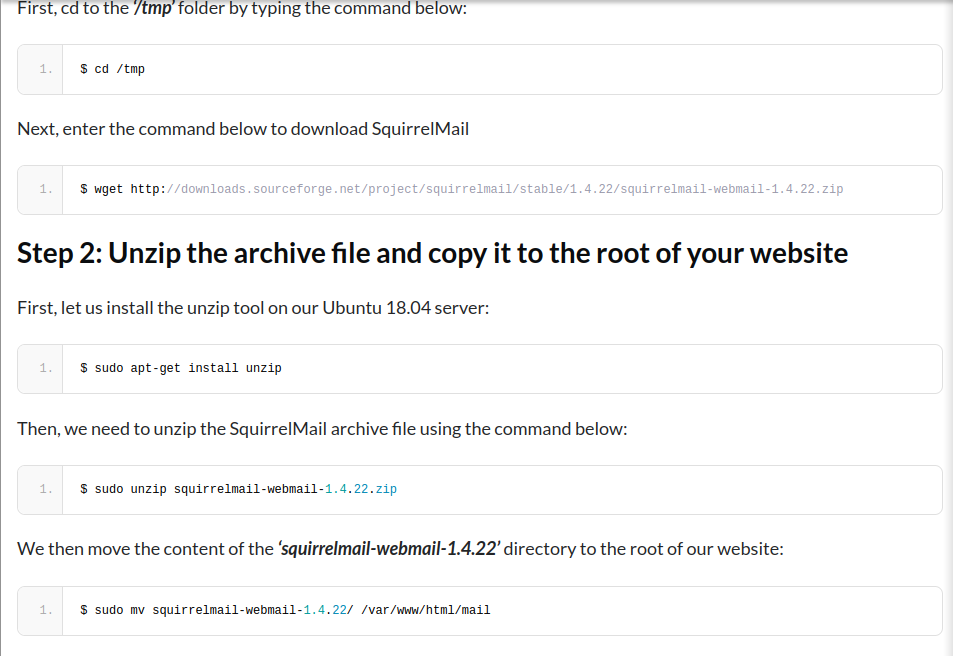 First, cd to the ‘/tmp’ folder by typing the command below:
1. $ cd /tmp
Next, enter the command below to download SquirrelMail
1. $ wget http://downloads.sourceforge.net/project/squirrelmail/stable/1.4.22/squirrelmail-webmail-1.4.22.zip
Step 2: Unzip the archive file and copy it to the root of your website
First, let us install the unzip tool on our Ubuntu 18.04 server:
1. $ sudo apt-get install unzip
Then, we need to unzip the SquirrelMail archive file using the command below:
1. $ sudo unzip squirrelmail-webmail-1.4.22.zip
We then move the content of the ‘squirrelmail-webmail-1.4.22’ directory to the root of our website:
1. $ sudo mv squirrelmail-webmail-1.4.22/ /var/www/html/mail